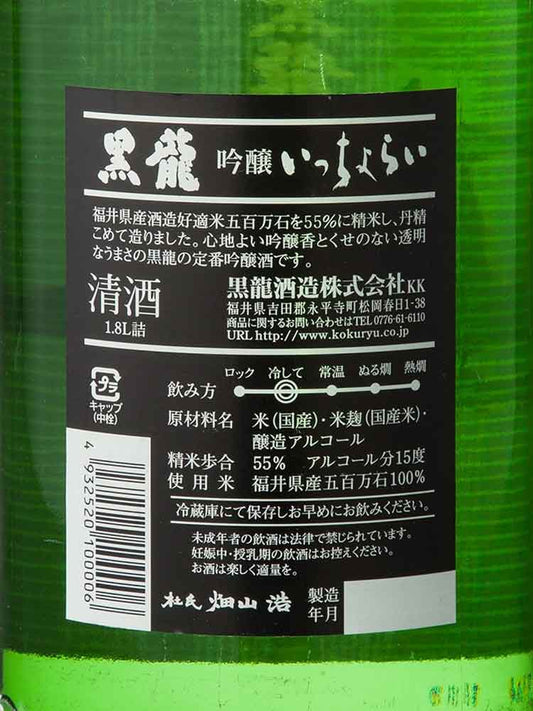 黒龍 吟醸 いっちょらい
福井県産酒造好適米五百万石を55%に精米し、丹精
こめて造りました。心地よい吟醸香とくせのない透明
なうまさの黒龍の定番吟醸酒です。
清酒
1.8L詰
黒龍酒造株式会社KK
福井県吉田郡永平寺町松岡春日1-38
商品に関するお問い合わせはTEL0776-61-6110
URL http://www.kokuryu.co.jp
ロック 冷して 常温 ぬる燗 熱燗
飲み方
プラ
キャップ
(中栓)
原材料名 米(国産)・米麹(国産米)・
醸造アルコール
精米歩合 55% アルコール分15度
使用米 福井県産五百万石100%
冷蔵庫にて保存しお早めにお飲みください。
未成年者の飲酒は法律で禁じられています。
妊娠中・授乳期の飲酒はお控えください。
お酒は楽しく適量を。
杜氏 畑山 浩
製造
年月
4932520100006